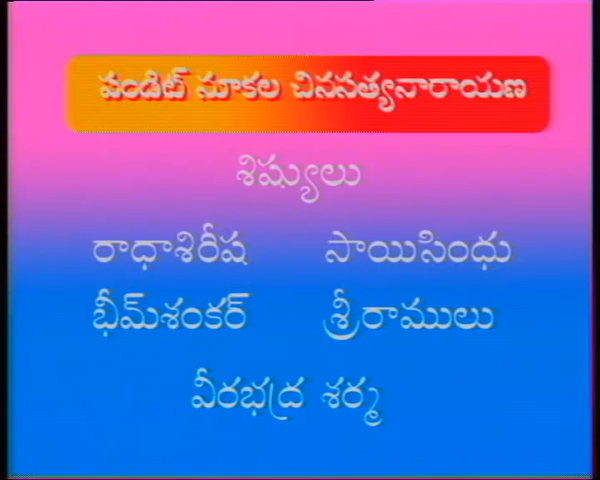 పండిట్ నూకల చినసత్యనారాయణ
శిష్యులు
రాధాశిరీష సాయిసింధు
భీమ్‌శంకర్ శ్రీరాములు
వీరభద్ర శర్మ